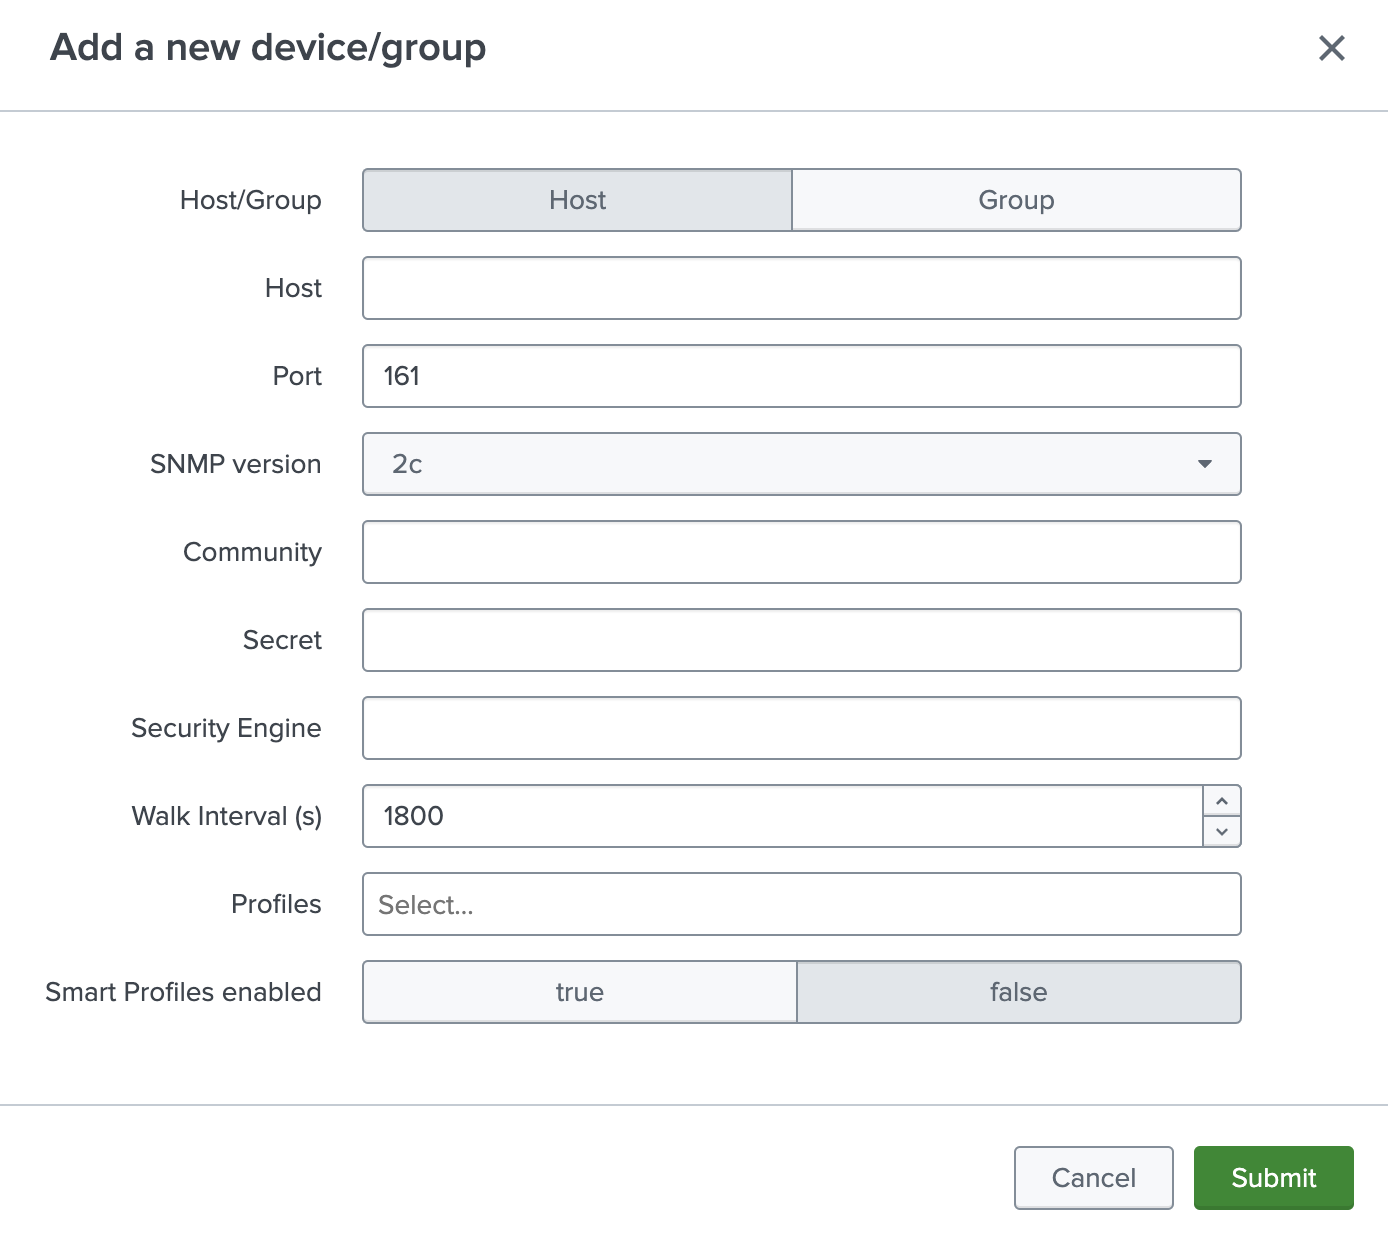 Add a new device/group
Host/Group Host Group
Host
Port 161
SNMP version 2c
Community
Secret
Security Engine
Walk Interval (s) 1800
Profiles Select...
Smart Profiles enabled true false
Cancel Submit